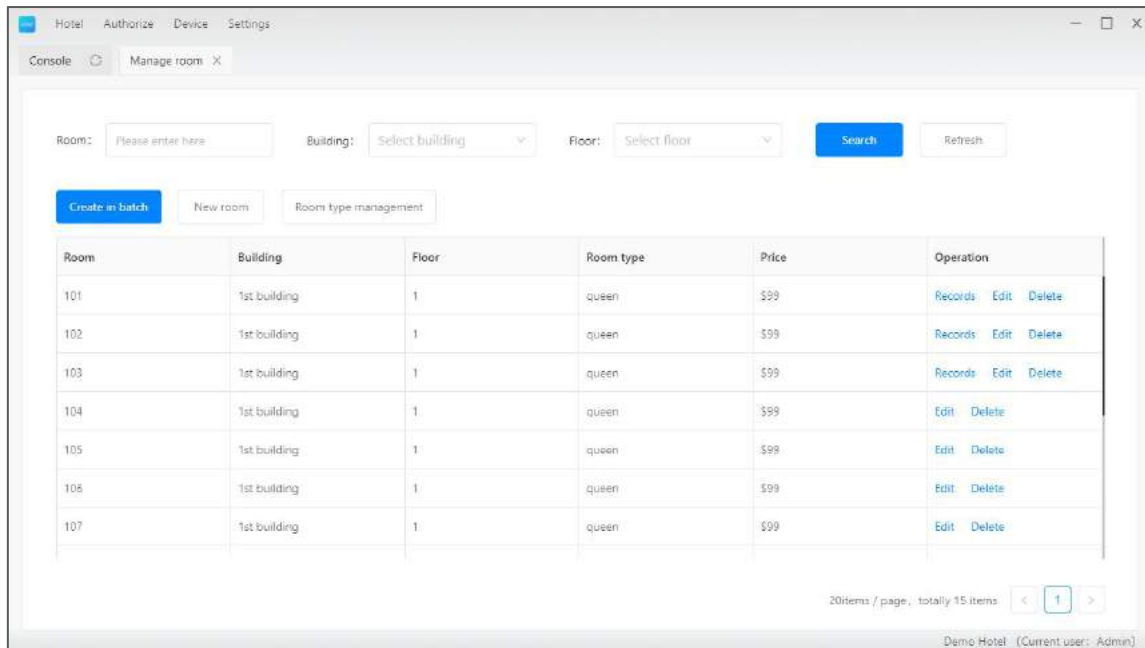 Hotel Authorize Device Settings
Console Manage room
Room: Please enter here Building: Select building Floor: Select floor Search Refresh
Create in batch New room Room type management
Room Building Floor Room type Price Operation
101 1st building 1 queen $99 Records Edit Delete
102 1st building 1 queen $99 Records Edit Delete
103 1st building 1 queen $99 Records Edit Delete
104 1st building 1 queen $99 Edit Delete
105 1st building 1 queen $99 Edit Delete
106 1st building 1 queen $99 Edit Delete
107 1st building 1 queen $99 Edit Delete
20items / page, totally 15 items < 1 >
Demo Hotel (Current user: Admin)